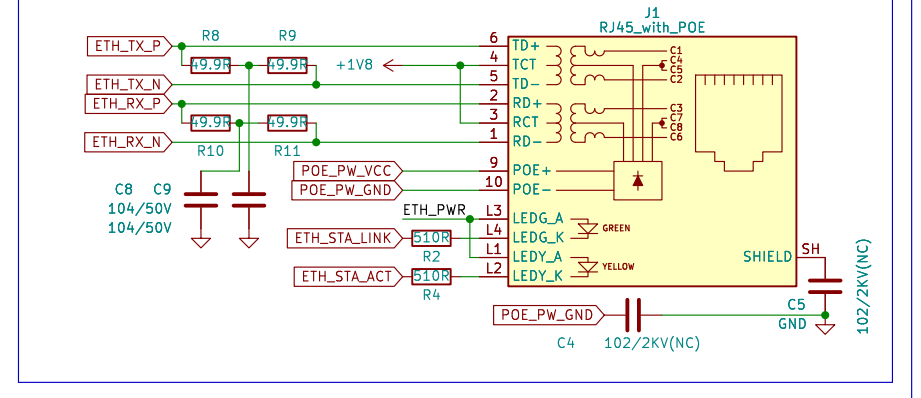 J1
RJ45_with_POE
R8 R9
ETH_TX_P 6 TD+
49.9R 49.9R +1V8 4 TCT
ETH_TX_N 5 TD-
ETH_RX_P 2 RD+
49.9R 49.9R 3 RCT
ETH_RX_N 1 RD-
R10 R11
C1
C4
C5
C2
C3
C7
C8
C6
POE_PW_VCC 9 POE+
POE_PW_GND 10 POE-
C8 C9
104/50V
104/50V
ETH_PWR L3 LEDG_A
GREEN
ETH_STA_LINK 510R L4 LEDG_K
R2 L1 LEDY_A
YELLOW
ETH_STA_ACT 510R L2 LEDY_K
R4
SHIELD SH
C5
102/2KV(NC)
GND
POE_PW_GND
C4 102/2KV(NC)